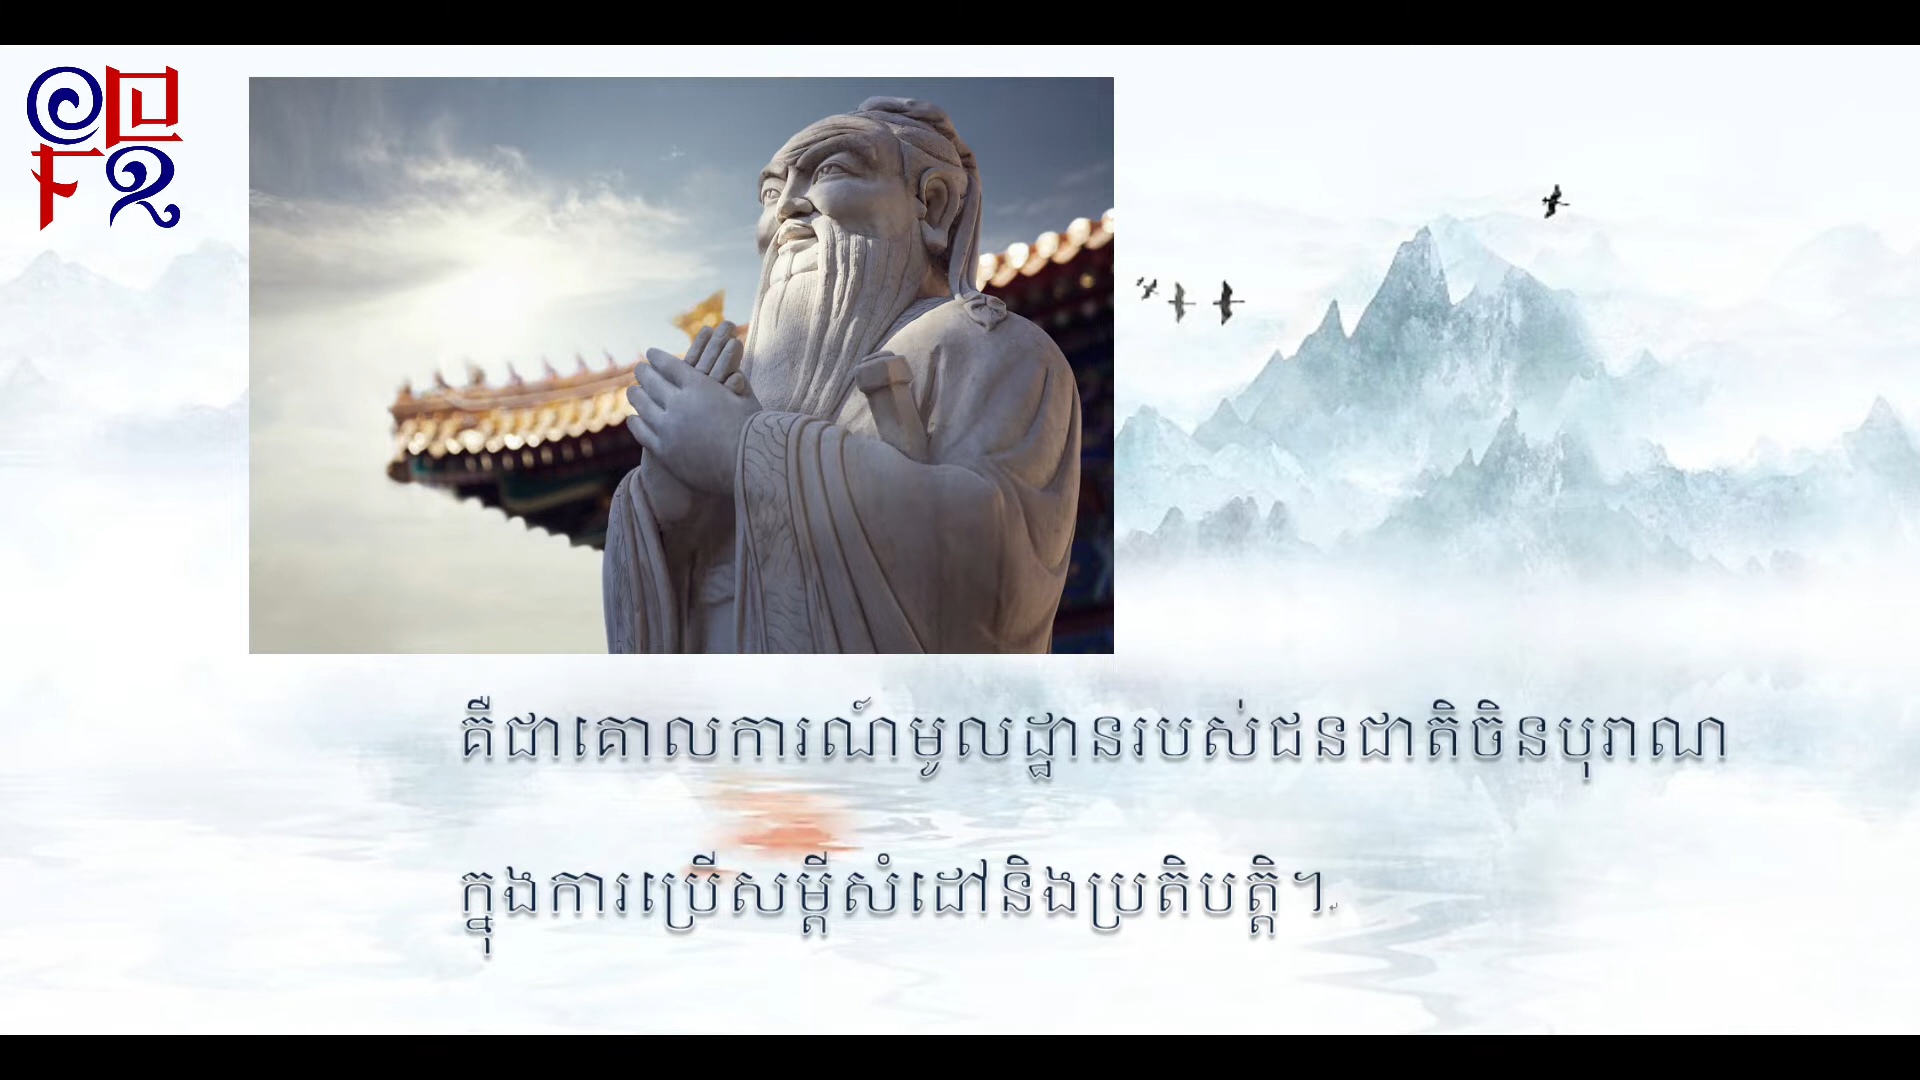 គឺជាគោលការណ៍មូលដ្ឋានរបស់ជនជាតិចិនបុរាណ
ក្នុងការប្រើសម្ដីសំដៅនិងប្រតិបត្តិៗ